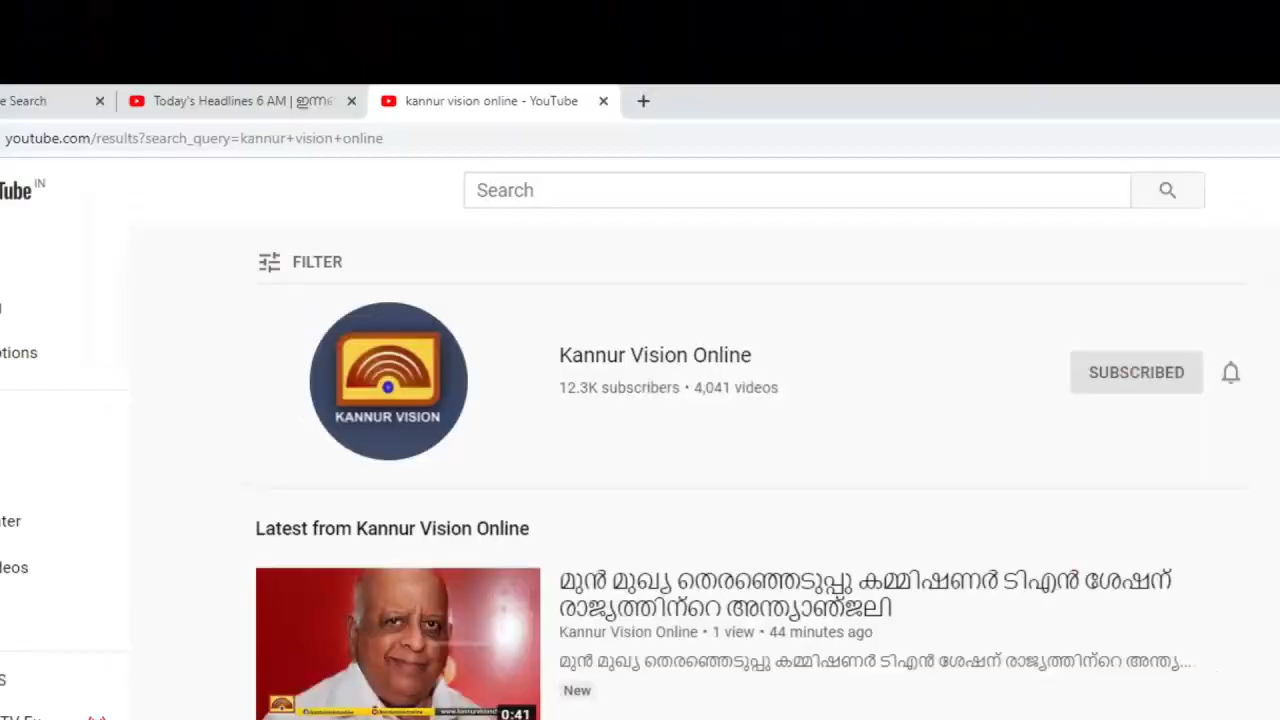 e Search
Today's Headlines 6 AM | ഇന്ന
kannur vision online - YouTube
youtube.com/results?search_query=kannur+vision+online
Tube IN
Search
FILTER
KANNUR VISION
Kannur Vision Online
12.3K subscribers • 4,041 videos
SUBSCRIBED
ptions
ter
leos
S
Latest from Kannur Vision Online
മുൻ മുഖ്യ തെരഞ്ഞെടുപ്പു കമ്മിഷണർ ടിഎൻ ശേഷന്
രാജ്യത്തിന്റെ അന്ത്യാഞ്ജലി
Kannur Vision Online • 1 view • 44 minutes ago
മുൻ മുഖ്യ തെരഞ്ഞെടുപ്പു കമ്മിഷണർ ടിഎൻ ശേഷന് രാജ്യത്തിന്റെ അന്ത്യ...
New
0:41